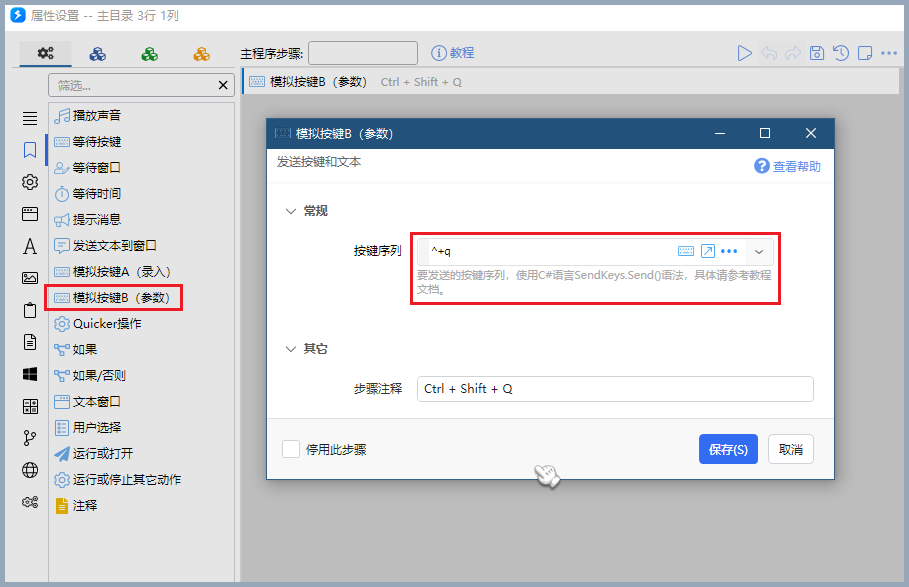 属性设置 -- 主目录 3行 1列
主程序步骤:
教程
筛选...
模拟按键B（参数） Ctrl + Shift + Q
播放声音
等待按键
等待窗口
等待时间
提示消息
发送文本到窗口
模拟按键A（录入）
模拟按键B（参数）
Quicker操作
如果
如果/否则
文本窗口
用户选择
运行或打开
运行或停止其它动作
注释
模拟按键B（参数）
发送按键和文本
查看帮助
常规
按键序列
^+q
要发送的按键序列，使用C#语言SendKeys.Send()语法，具体请参考教程
文档。
其它
步骤注释
Ctrl + Shift + Q
停用此步骤
保存(S)
取消